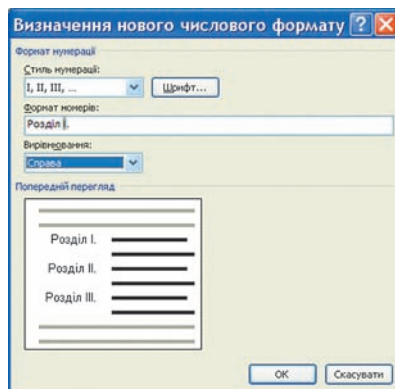 Визначення нового числового формату
Формат нумерації
Стиль нумерації:
I, II, III, ...
Шрифт...
Формат номерів:
Розділ I.
Вирівнювання:
Справа
Попередній перегляд
Розділ I.
Розділ II.
Розділ III.
ОК
Скасувати